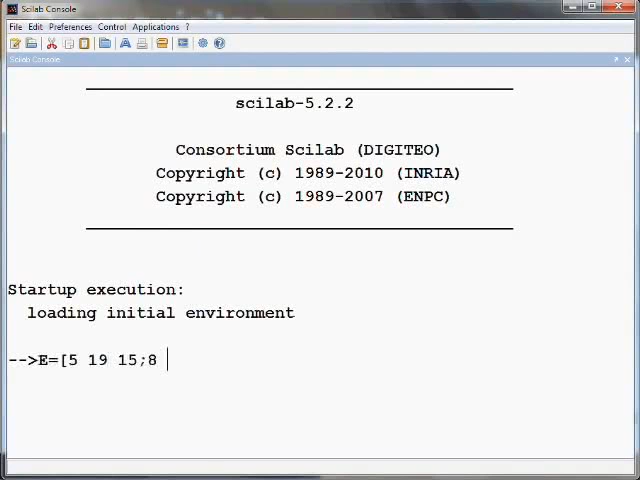 Scilab Console
File Edit Preferences Control Applications ?
Scilab Console
scilab-5.2.2
Consortium Scilab (DIGITEO)
Copyright (c) 1989-2010 (INRIA)
Copyright (c) 1989-2007 (ENPC)
Startup execution:
loading initial environment
-->E=[5 19 15;8